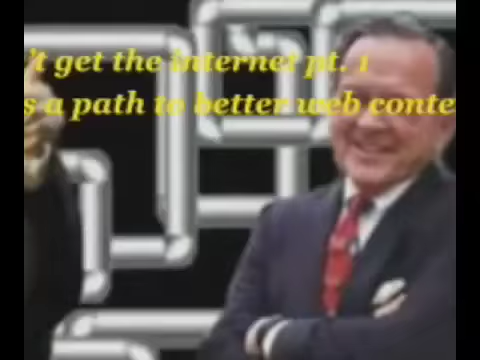 't get the internet pt. 1
s a path to better web conte